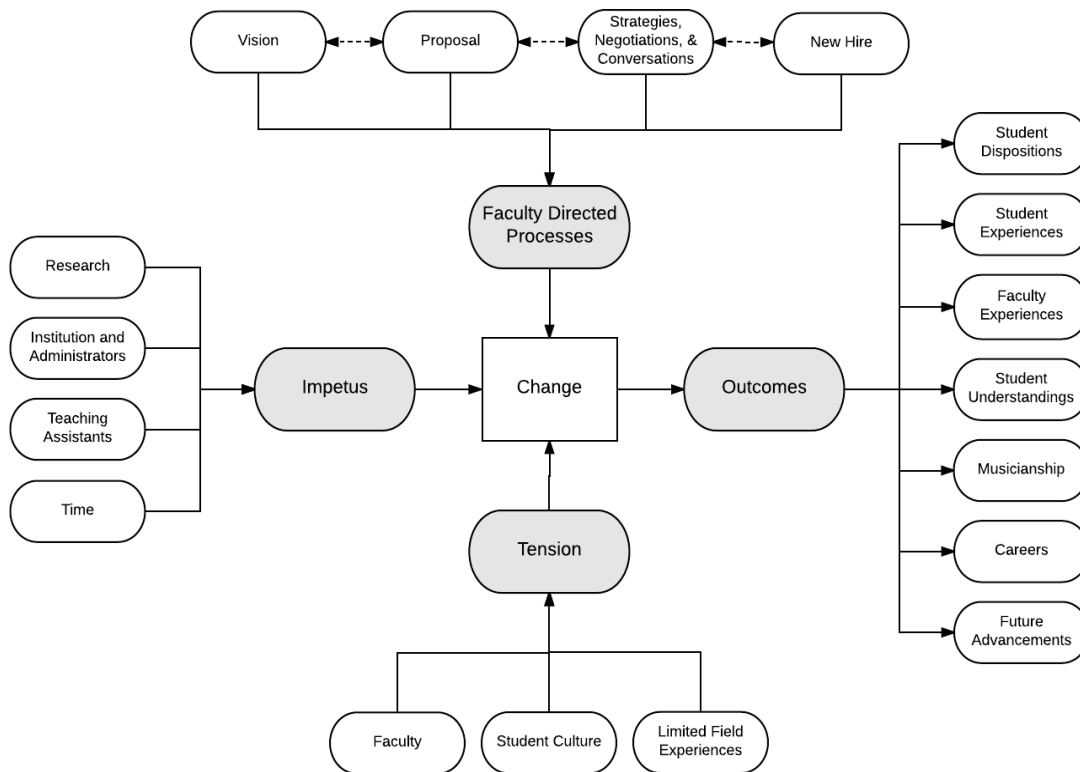 Vision
Proposal
Strategies,
Negotiations, &
Conversations
New Hire
Student
Dispositions
Faculty Directed
Processes
Student
Experiences
Research
Faculty
Experiences
Institution and
Administrators
Impetus
Change
Outcomes
Student
Understandings
Teaching
Assistants
Musicianship
Time
Tension
Careers
Future
Advancements
Faculty
Student Culture
Limited Field
Experiences